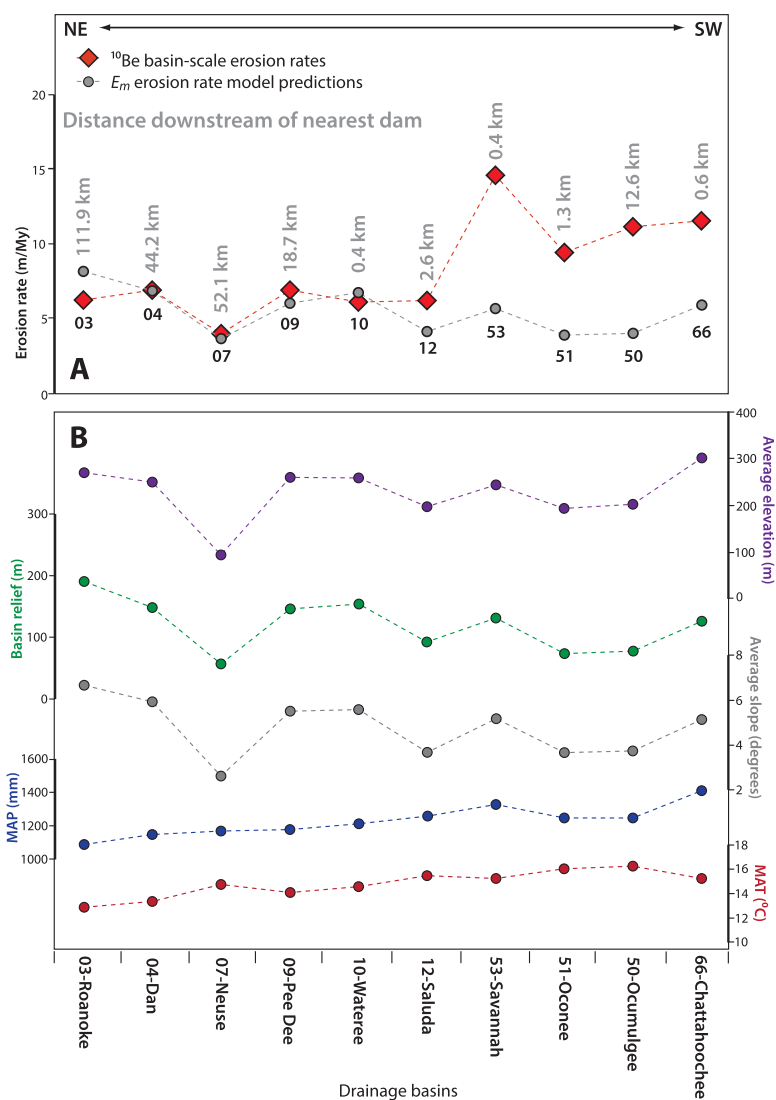 NE SW
¹⁰Be basin-scale erosion rates
Em erosion rate model predictions
Distance downstream of nearest dam
Erosion rate (m/My)
20
15
10
5
0
111.9 km
44.2 km
52.1 km
18.7 km
0.4 km
2.6 km
0.4 km
1.3 km
12.6 km
0.6 km
03
04
07
09
10
12
53
51
50
66
A
B
Average elevation (m)
400
300
200
100
0
Basin relief (m)
300
200
100
0
Average slope (degrees)
8
6
4
2
MAP (mm)
1600
1400
1200
1000
MAT (⁰C)
18
16
14
12
10
03-Roanoke
04-Dan
07-Neuse
09-Pee Dee
10-Wateree
12-Saluda
53-Savannah
51-Oconee
50-Ocumulgee
66-Chattahoochee
Drainage basins